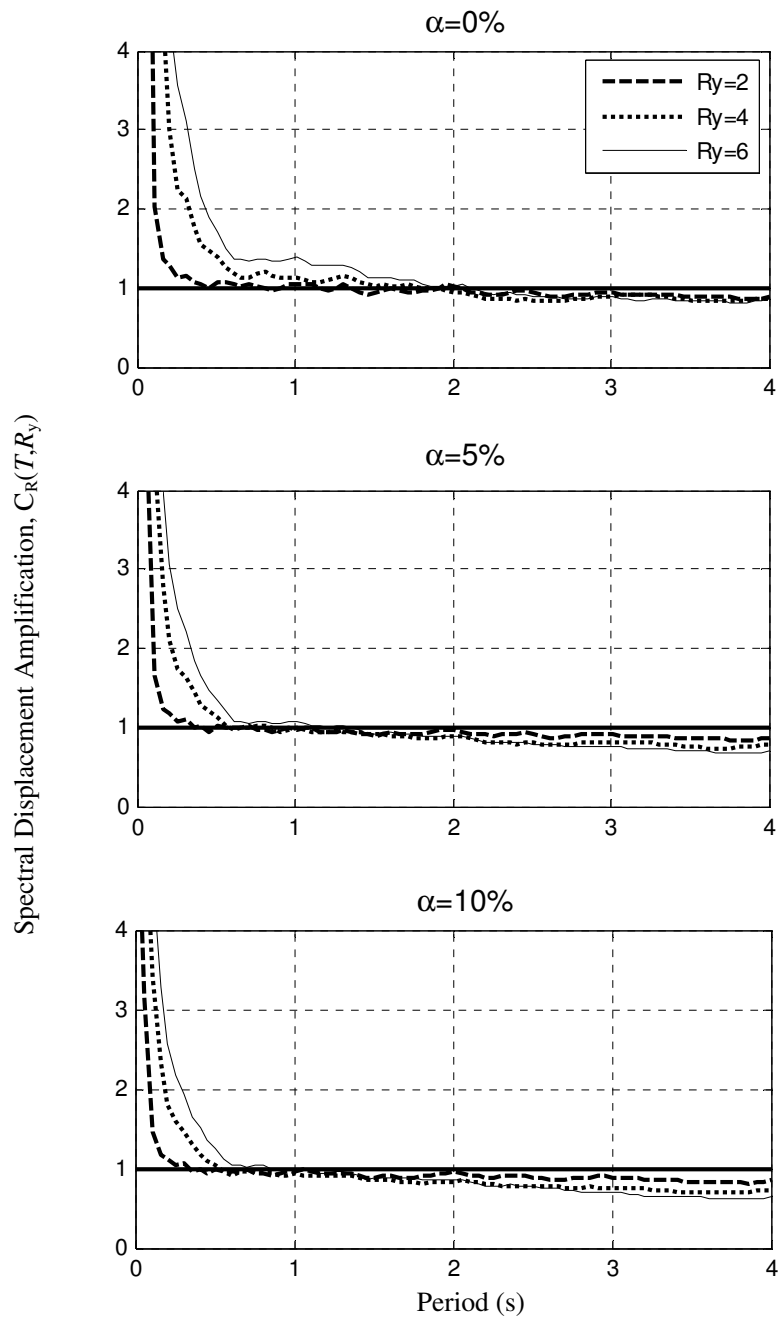 α=0%
4
3
2
1
0
Ry=2
Ry=4
Ry=6
0 1 2 3 4
Spectral Displacement Amplification, C_R(T,R_y)
α=5%
4
3
2
1
0
0 1 2 3 4
α=10%
4
3
2
1
0
0 1 2 3 4
Period (s)